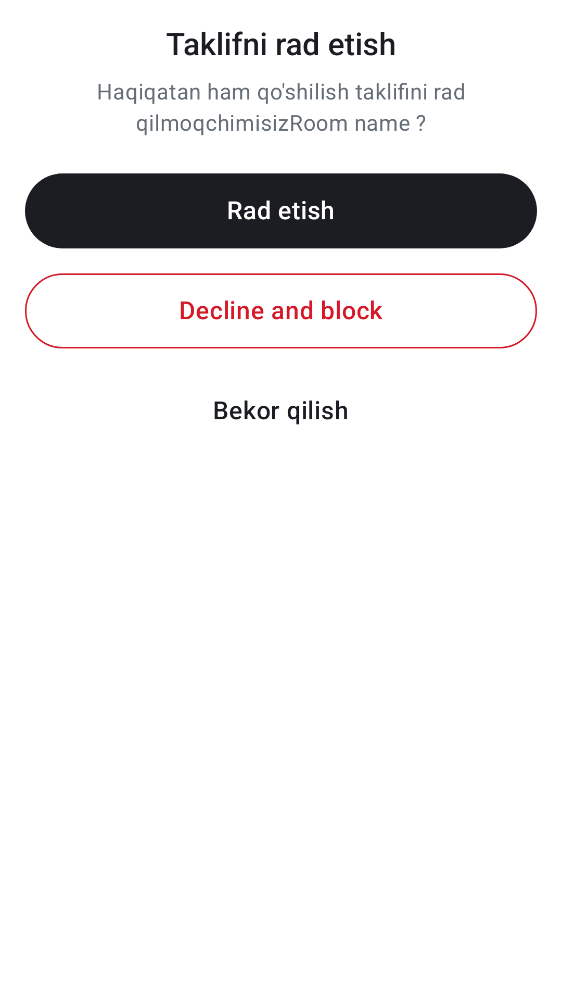 Taklifni rad etish
Haqiqatan ham qo'shilish taklifini rad
qilmoqchimisizRoom name ?
Rad etish
Decline and block
Bekor qilish